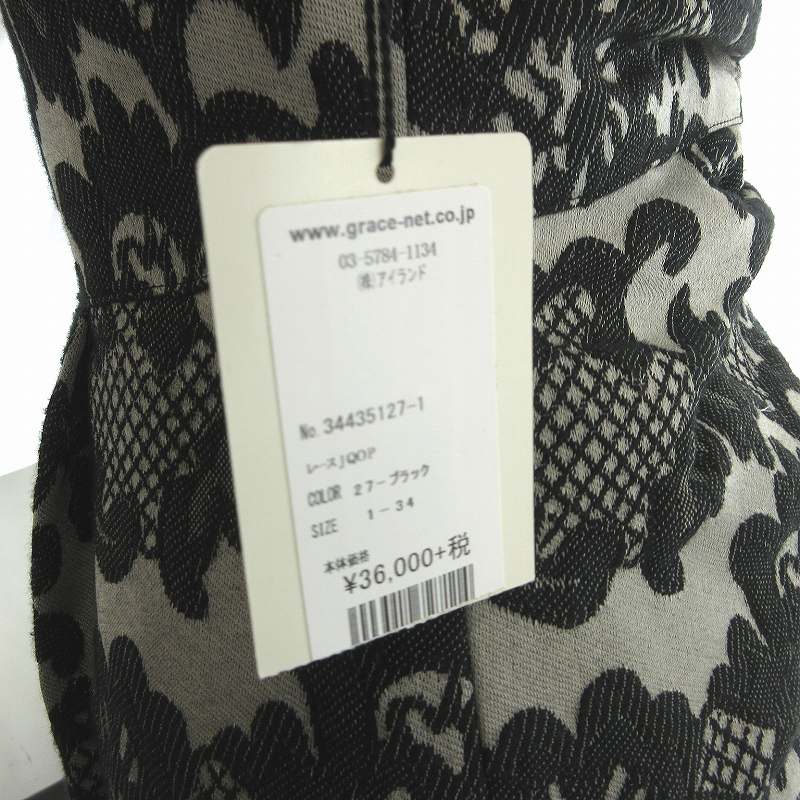 www.grace-net.co.jp
03-5784-1134
㈱アイランド
No. 34435127-1
レースJQOP
COLOR 27-ブラック
SIZE 1-34
本体価格
¥36,000+税